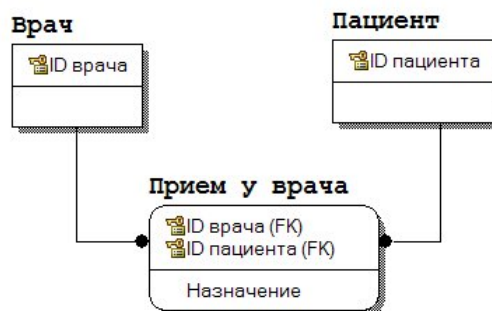 Врач
ID врача
Пациент
ID пациента
Прием у врача
ID врача (FK)
ID пациента (FK)
Назначение